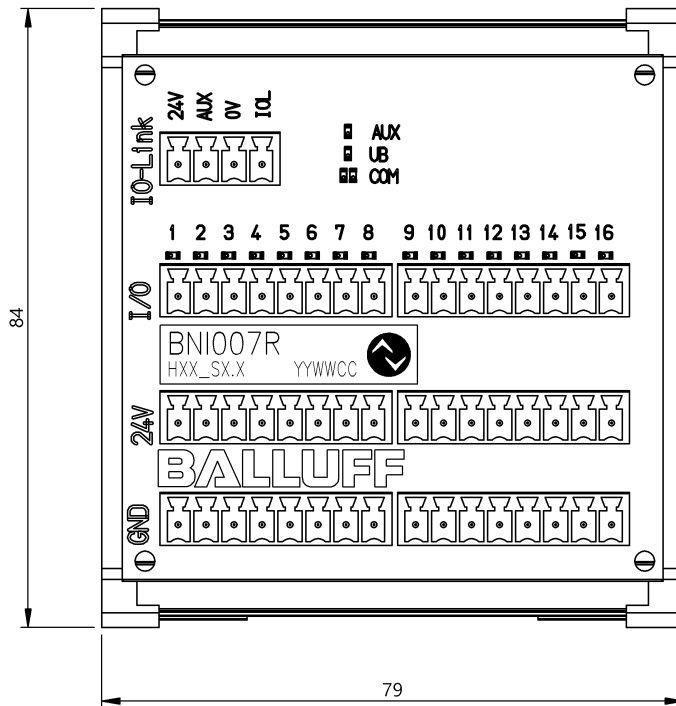 24V AUX 0V IOL
IO-Link
AUX
UB
COM
1 2 3 4 5 6 7 8 9 10 11 12 13 14 15 16
I/O
84
BNI007R
HXX_SX.X YYWWCC
24V
BALLUFF
GND
79